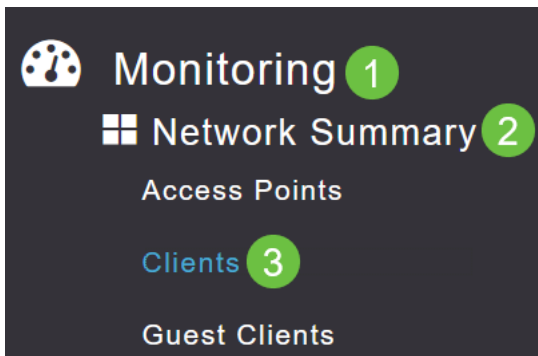 Monitoring 1
Network Summary 2
Access Points
Clients 3
Guest Clients